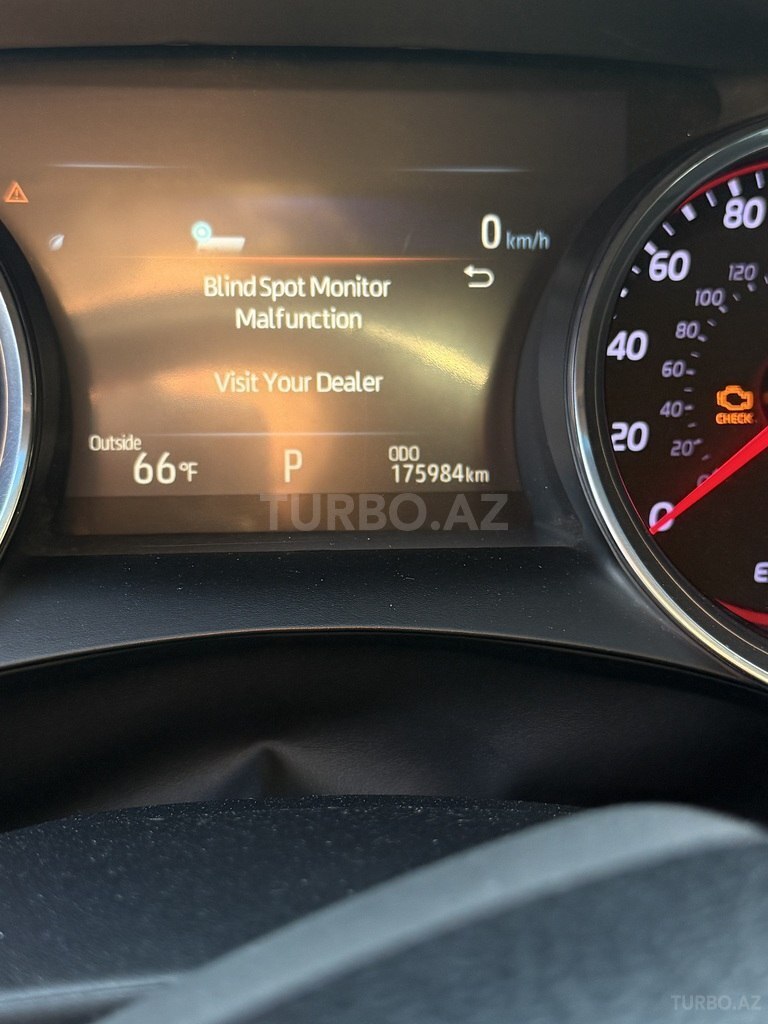 0 km/h
Blind Spot Monitor
Malfunction
Visit Your Dealer
Outside
66°F
P
ODO
175984km
80
60
40
20
0
120
100
80
60
40
20
0
CHECK
E
TURBO.AZ
TURBO.AZ